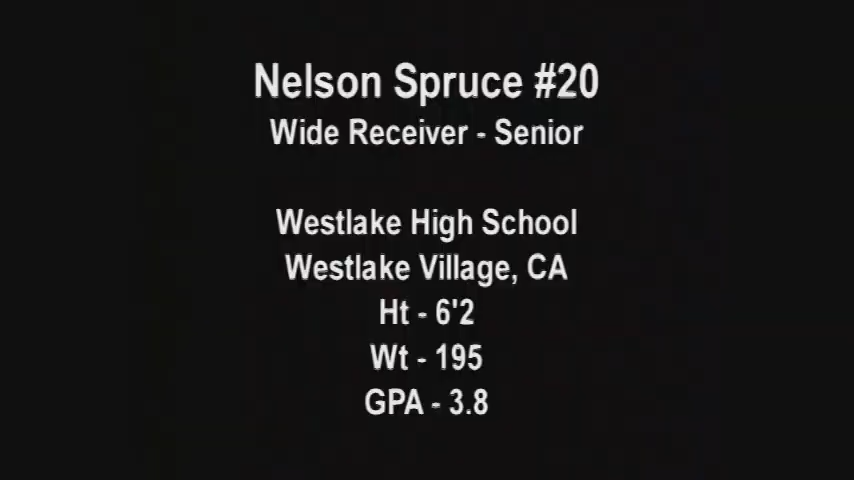 Nelson Spruce #20
Wide Receiver - Senior
Westlake High School
Westlake Village, CA
Ht - 6'2
Wt - 195
GPA - 3.8